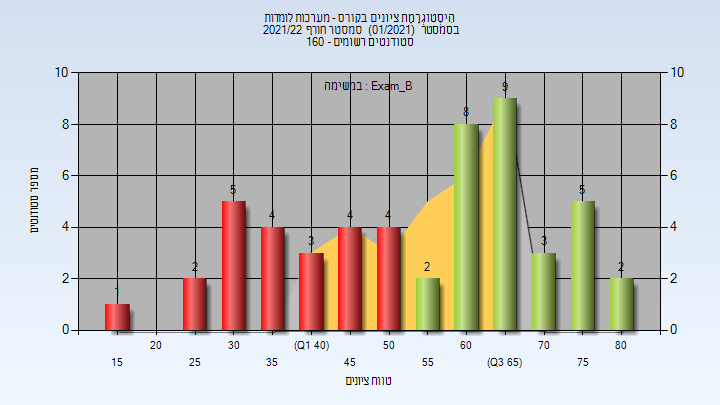 הִיסְטוֹגְרָמַת ציונים בקורס - מערכות לומדות
בסמסטר (01/2021) סמסטר חורף 2021/22
סטודנטים רשומים - 160
במשימה : Exam_B
מספר סטודנטים
10 10
8 8
6 6
4 4
2 2
0 0
1 2 5 4 3 4 4 2 8 9 3 5 2
20 30 (Q1 40) 50 60 70 80
15 25 35 45 55 (Q3 65) 75
טווח ציונים